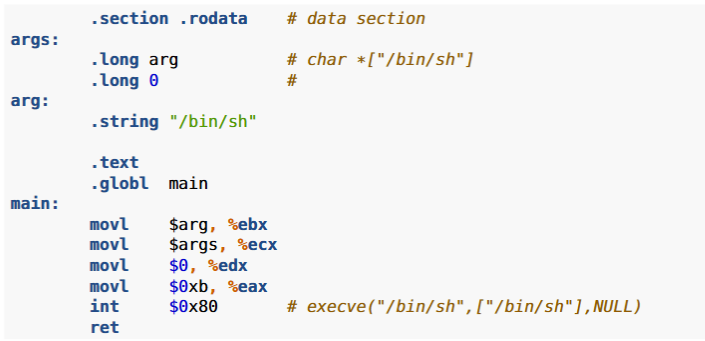 .section .rodata # data section
args:
.long arg # char *["/bin/sh"]
.long 0 #
arg:
.string "/bin/sh"
.text
.globl main
main:
movl $arg, %ebx
movl $args, %ecx
movl $0, %edx
movl $0xb, %eax
int $0x80 # execve("/bin/sh",["/bin/sh"],NULL)
ret